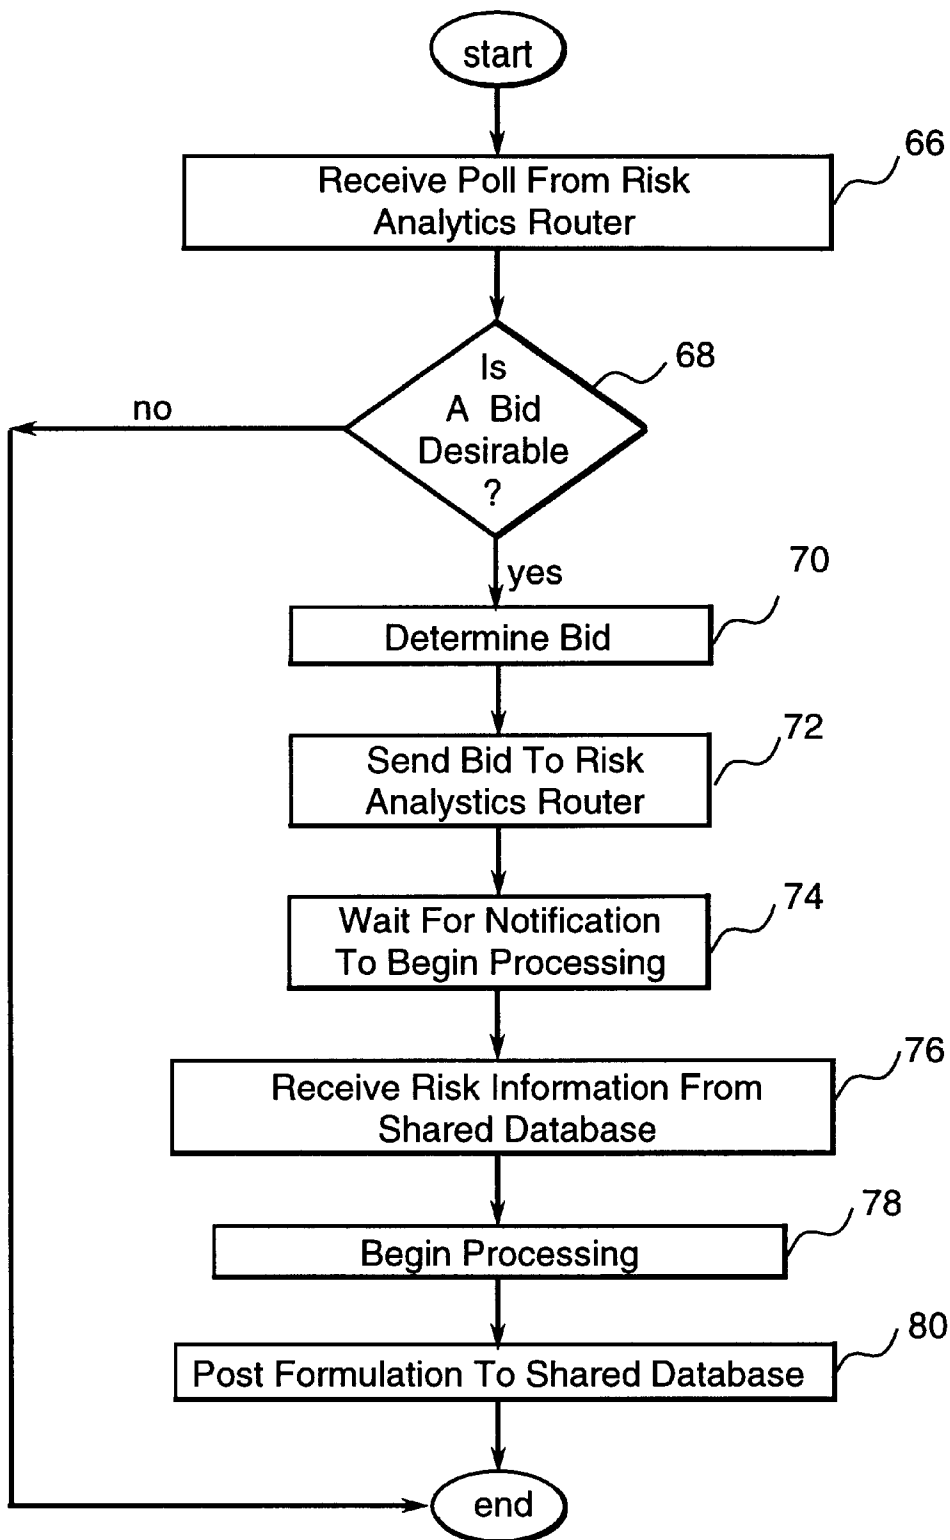 start
66
Receive Poll From Risk
Analytics Router
68
Is
A Bid
Desirable
?
no
yes
70
Determine Bid
72
Send Bid To Risk
Analystics Router
74
Wait For Notification
To Begin Processing
76
Receive Risk Information From
Shared Database
78
Begin Processing
80
Post Formulation To Shared Database
end